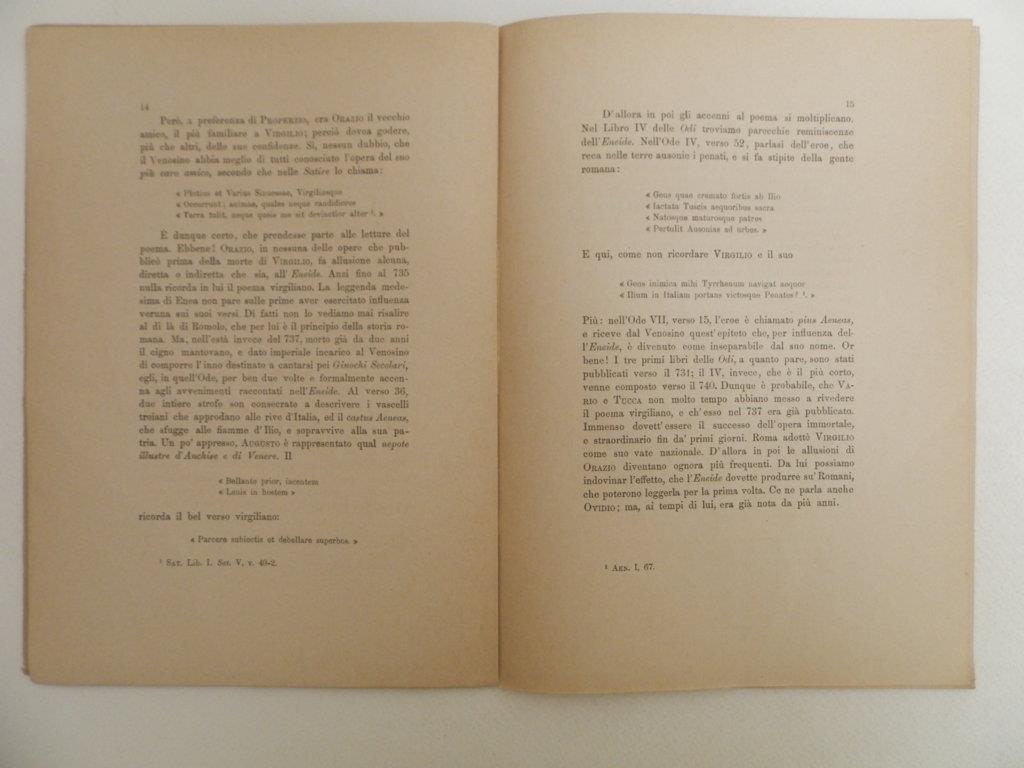 14
Però, a preferenza di PROPERZIO, era ORAZIO il vecchio
amico, il più familiare a VIRGILIO; perciò dovea godere,
più che altri, delle sue confidenze. Sì, nessun dubbio, che
il Venosino abbia meglio di tutti conosciuto l'opera del suo
più caro amico, secondo che nelle Satire lo chiama:
« Plotius et Varius Sinuessae, Virgiliusque
« Occurrunt; animae, quales neque candidiores
« Terra tulit, neque queis me sit devinctior alter ¹. »
È dunque certo, che prendesse parte alle letture del
poema. Ebbene! ORAZIO, in nessuna delle opere che pub-
blicò prima della morte di VIRGILIO, fa allusione alcuna,
diretta o indiretta che sia, all'Eneide. Anzi fino al 735
nulla ricorda in lui il poema virgiliano. La leggenda mede-
sima di Enea non pare sulle prime aver esercitato influenza
veruna sui suoi versi. Di fatti non lo vediamo mai risalire
al di là di Romolo, che per lui è il principio della storia ro-
mana. Ma, nell'està invece del 737, morto già da due anni
il cigno mantovano, e dato imperiale incarico al Venosino
di comporre l'inno destinato a cantarsi pei Giuochi Secolari,
egli, in quell'Ode, per ben due volte e formalmente accen-
na agli avvenimenti raccontati nell'Eneide. Al verso 36,
due intiere strofe son consecrate a descrivere i vascelli
troiani che approdano alle rive d'Italia, ed il castus Aeneas,
che sfugge alle fiamme d'Ilio, e sopravvive alla sua pa-
tria. Un po' appresso, AUGUSTO è rappresentato qual nepote
illustre d'Anchise e di Venere. Il
« Bellante prior, iacentem
« Lenis in hostem »
ricorda il bel verso virgiliano:
« Parcere subiectis et debellare superbos. »
¹ SAT. Lib. I. Sat. V, v. 40-2.
15
D'allora in poi gli accenni al poema si moltiplicano.
Nel Libro IV delle Odi troviamo parecchie reminiscenze
dell'Eneide. Nell'Ode IV, verso 52, parlasi dell'eroe, che
reca nelle terre ausonie i penati, e si fa stipite della gente
romana:
« Gens quae cremato fortis ab Ilio
« Iactata Tuscis aequoribus sacra
« Natosque maturosque patres
« Pertulit Ausonias ad urbes. »
E qui, come non ricordare VIRGILIO e il suo
« Gens inimica mihi Tyrrhenum navigat aequor
« Ilium in Italiam portans victosque Penates? ¹. »
Più: nell'Ode VII, verso 15, l'eroe è chiamato pius Aeneas,
e riceve dal Venosino quest'epiteto che, per influenza del-
l'Eneide, è divenuto come inseparabile dal suo nome. Or
bene! I tre primi libri delle Odi, a quanto pare, son stati
pubblicati verso il 731; il IV, invece, che è il più corto,
venne composto verso il 740. Dunque è probabile, che VA-
RIO e TUCCA non molto tempo abbiano messo a rivedere
il poema virgiliano, e ch'esso nel 737 era già pubblicato.
Immenso dovett'essere il successo dell'opera immortale,
e straordinario fin da' primi giorni. Roma adottò VIRGILIO
come suo vate nazionale. D'allora in poi le allusioni di
ORAZIO diventano ognora più frequenti. Da lui possiamo
indovinar l'effetto, che l'Eneide dovette produrre su' Romani,
che poterono leggerla per la prima volta. Ce ne parla anche
OVIDIO; ma, ai tempi di lui, era già nota da più anni.
¹ AEN. I, 67.